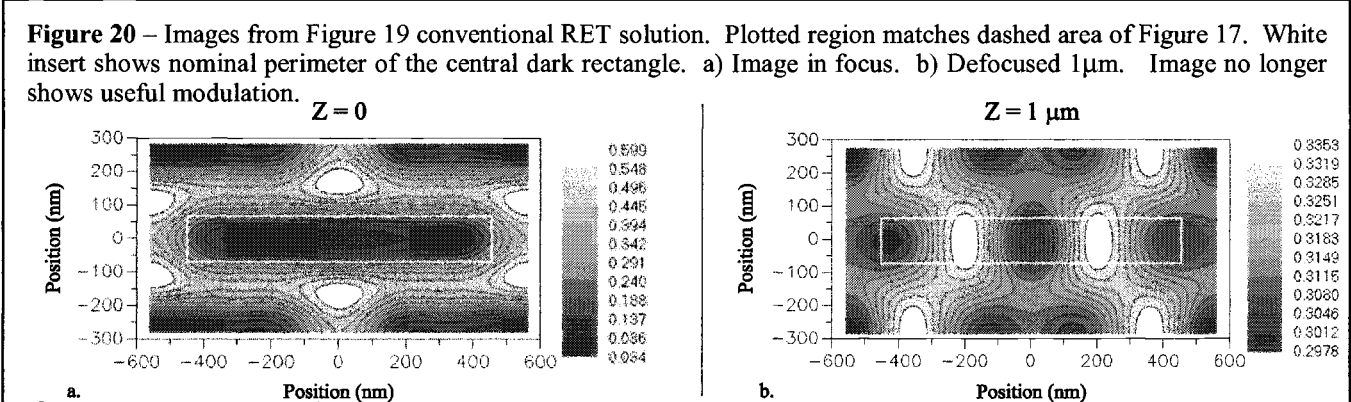 Figure 20 – Images from Figure 19 conventional RET solution. Plotted region matches dashed area of Figure 17. White
insert shows nominal perimeter of the central dark rectangle. a) Image in focus. b) Defocused 1µm. Image no longer
shows useful modulation.
Z = 0
300
200
100
0
−100
−200
−300
Position (nm)
−600 −400 −200 0 200 400 600
Position (nm)
a.
0.599
0.548
0.496
0.445
0.394
0.342
0.291
0.240
0.188
0.137
0.086
Z = 1 µm
300
200
100
0
−100
−200
−300
Position (nm)
−600 −400 −200 0 200 400 600
Position (nm)
b.
0.3353
0.3319
0.3285
0.3251
0.3217
0.3183
0.3149
0.3115
0.3080
0.3046
0.3012
0.2978